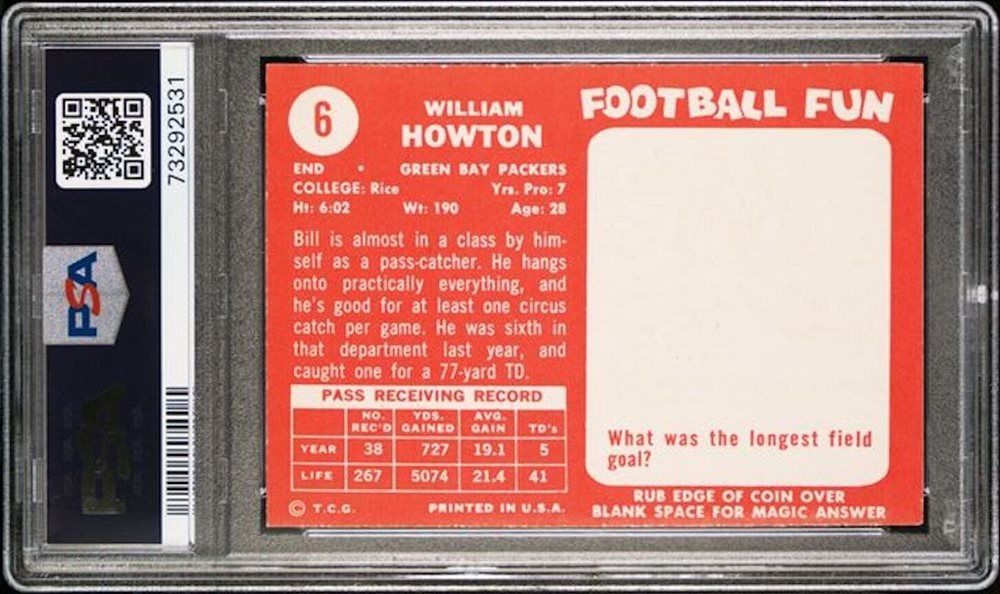 73292531
PSA
6
WILLIAM
HOWTON
END • GREEN BAY PACKERS
COLLEGE: Rice Yrs. Pro: 7
Ht: 6:02 Wt: 190 Age: 28
Bill is almost in a class by him-
self as a pass-catcher. He hangs
onto practically everything, and
he's good for at least one circus
catch per game. He was sixth in
that department last year, and
caught one for a 77-yard TD.
PASS RECEIVING RECORD
NO. REC'D YDS. GAINED AVG. GAIN TD's
YEAR 38 727 19.1 5
LIFE 267 5074 21.4 41
© T.C.G. PRINTED IN U.S.A.
FOOTBALL FUN
What was the longest field
goal?
RUB EDGE OF COIN OVER
BLANK SPACE FOR MAGIC ANSWER